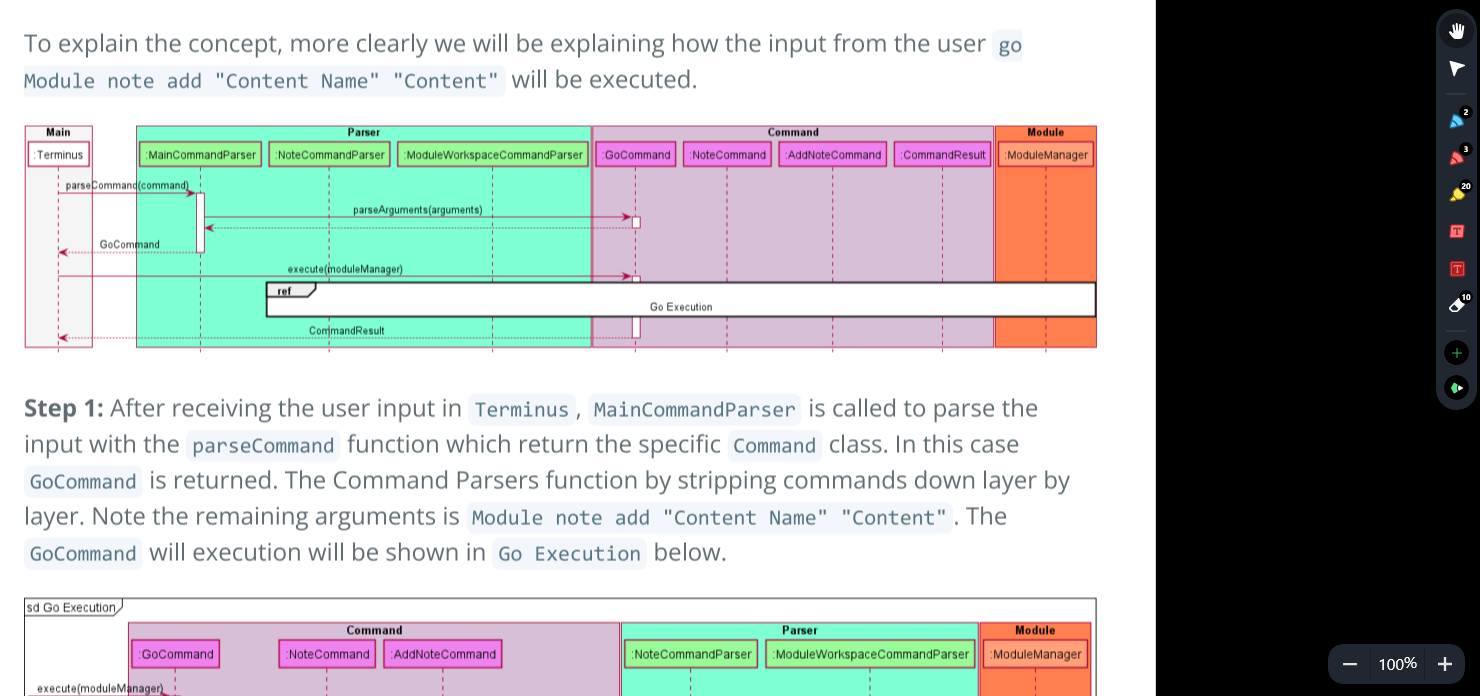 To explain the concept, more clearly we will be explaining how the input from the user go
Module note add "Content Name" "Content" will be executed.
Main
Parser
Command
Module
:Terminus
:MainCommandParser
:NoteCommandParser
:ModuleWorkspaceCommandParser
:GoCommand
:NoteCommand
:AddNoteCommand
:CommandResult
:ModuleManager
parseCommand(command)
parseArguments(arguments)
GoCommand
execute(moduleManager)
ref
Go Execution
CommandResult
Step 1: After receiving the user input in Terminus, MainCommandParser is called to parse the
input with the parseCommand function which return the specific Command class. In this case
GoCommand is returned. The Command Parsers function by stripping commands down layer by
layer. Note the remaining arguments is Module note add "Content Name" "Content". The
GoCommand will execution will be shown in Go Execution below.
sd Go Execution
Command
Parser
Module
:GoCommand
:NoteCommand
:AddNoteCommand
:NoteCommandParser
:ModuleWorkspaceCommandParser
:ModuleManager
execute(moduleManager)
2
3
20
T
T
10
100%